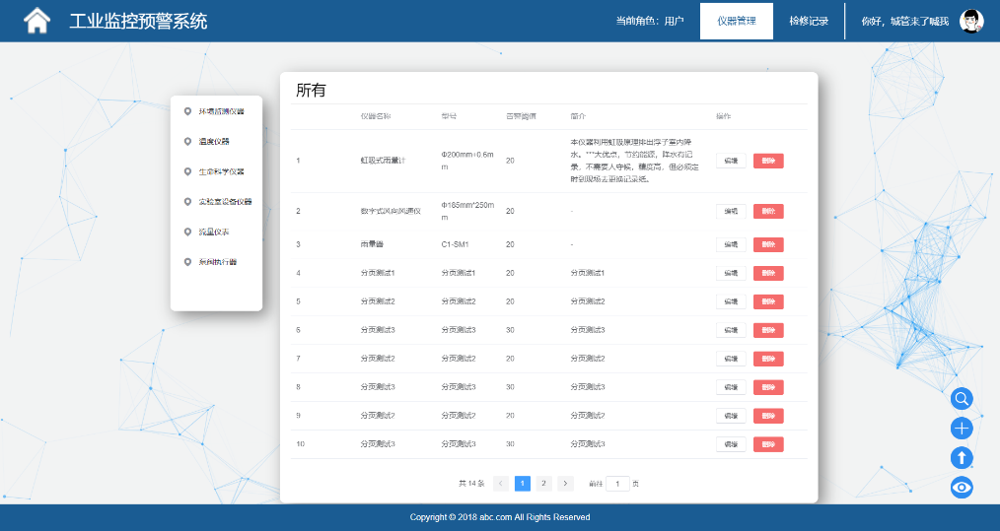 工业监控预警系统
当前角色：用户 仪器管理 检修记录 你好，城管来了喊我
环境监测仪器
温度仪器
生命科学仪器
实验室设备仪器
流量仪表
泵阀执行器
所有
仪器名称 型号 告警阈值 简介 操作
1 虹吸式雨量计 Φ200mm+0.6mm 20 本仪器利用虹吸原理排出浮子室内降水。***大优点，节约能源，降水有记录，不需要人守候，精度高，但必须定时到现场去更换记录纸。 编辑 删除
2 数字式风向风速仪 Φ185mm*250mm 20 - 编辑 删除
3 雨量器 C1-SM1 20 - 编辑 删除
4 分页测试1 分页测试1 20 分页测试1 编辑 删除
5 分页测试2 分页测试2 20 分页测试2 编辑 删除
6 分页测试3 分页测试3 30 分页测试3 编辑 删除
7 分页测试2 分页测试2 20 分页测试2 编辑 删除
8 分页测试3 分页测试3 30 分页测试3 编辑 删除
9 分页测试2 分页测试2 20 分页测试2 编辑 删除
10 分页测试3 分页测试3 30 分页测试3 编辑 删除
共 14 条 < 1 2 > 前往 1 页
Copyright © 2018 abc.com All Rights Reserved